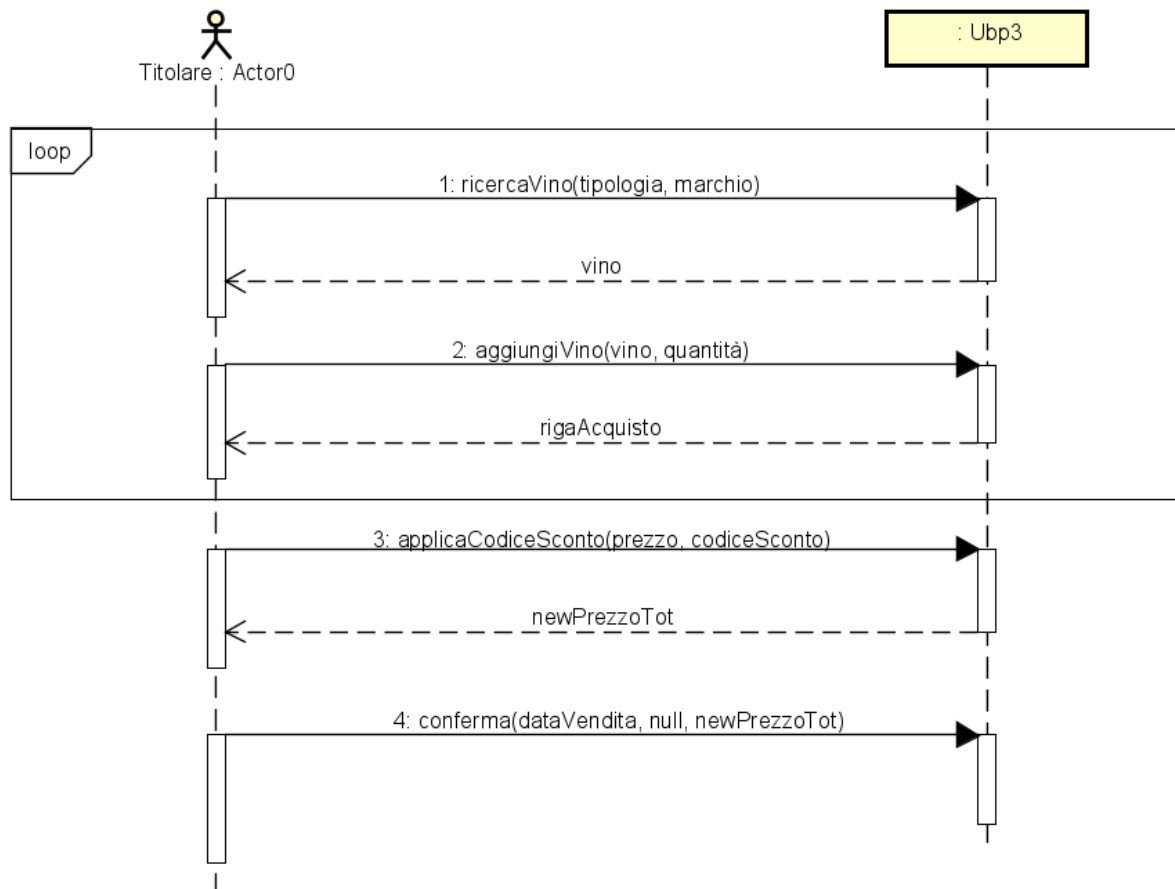 Titolare : Actor0
: Ubp3
loop
1: ricercaVino(tipologia, marchio)
vino
2: aggiungiVino(vino, quantità)
rigaAcquisto
3: applicaCodiceSconto(prezzo, codiceSconto)
newPrezzoTot
4: conferma(dataVendita, null, newPrezzoTot)